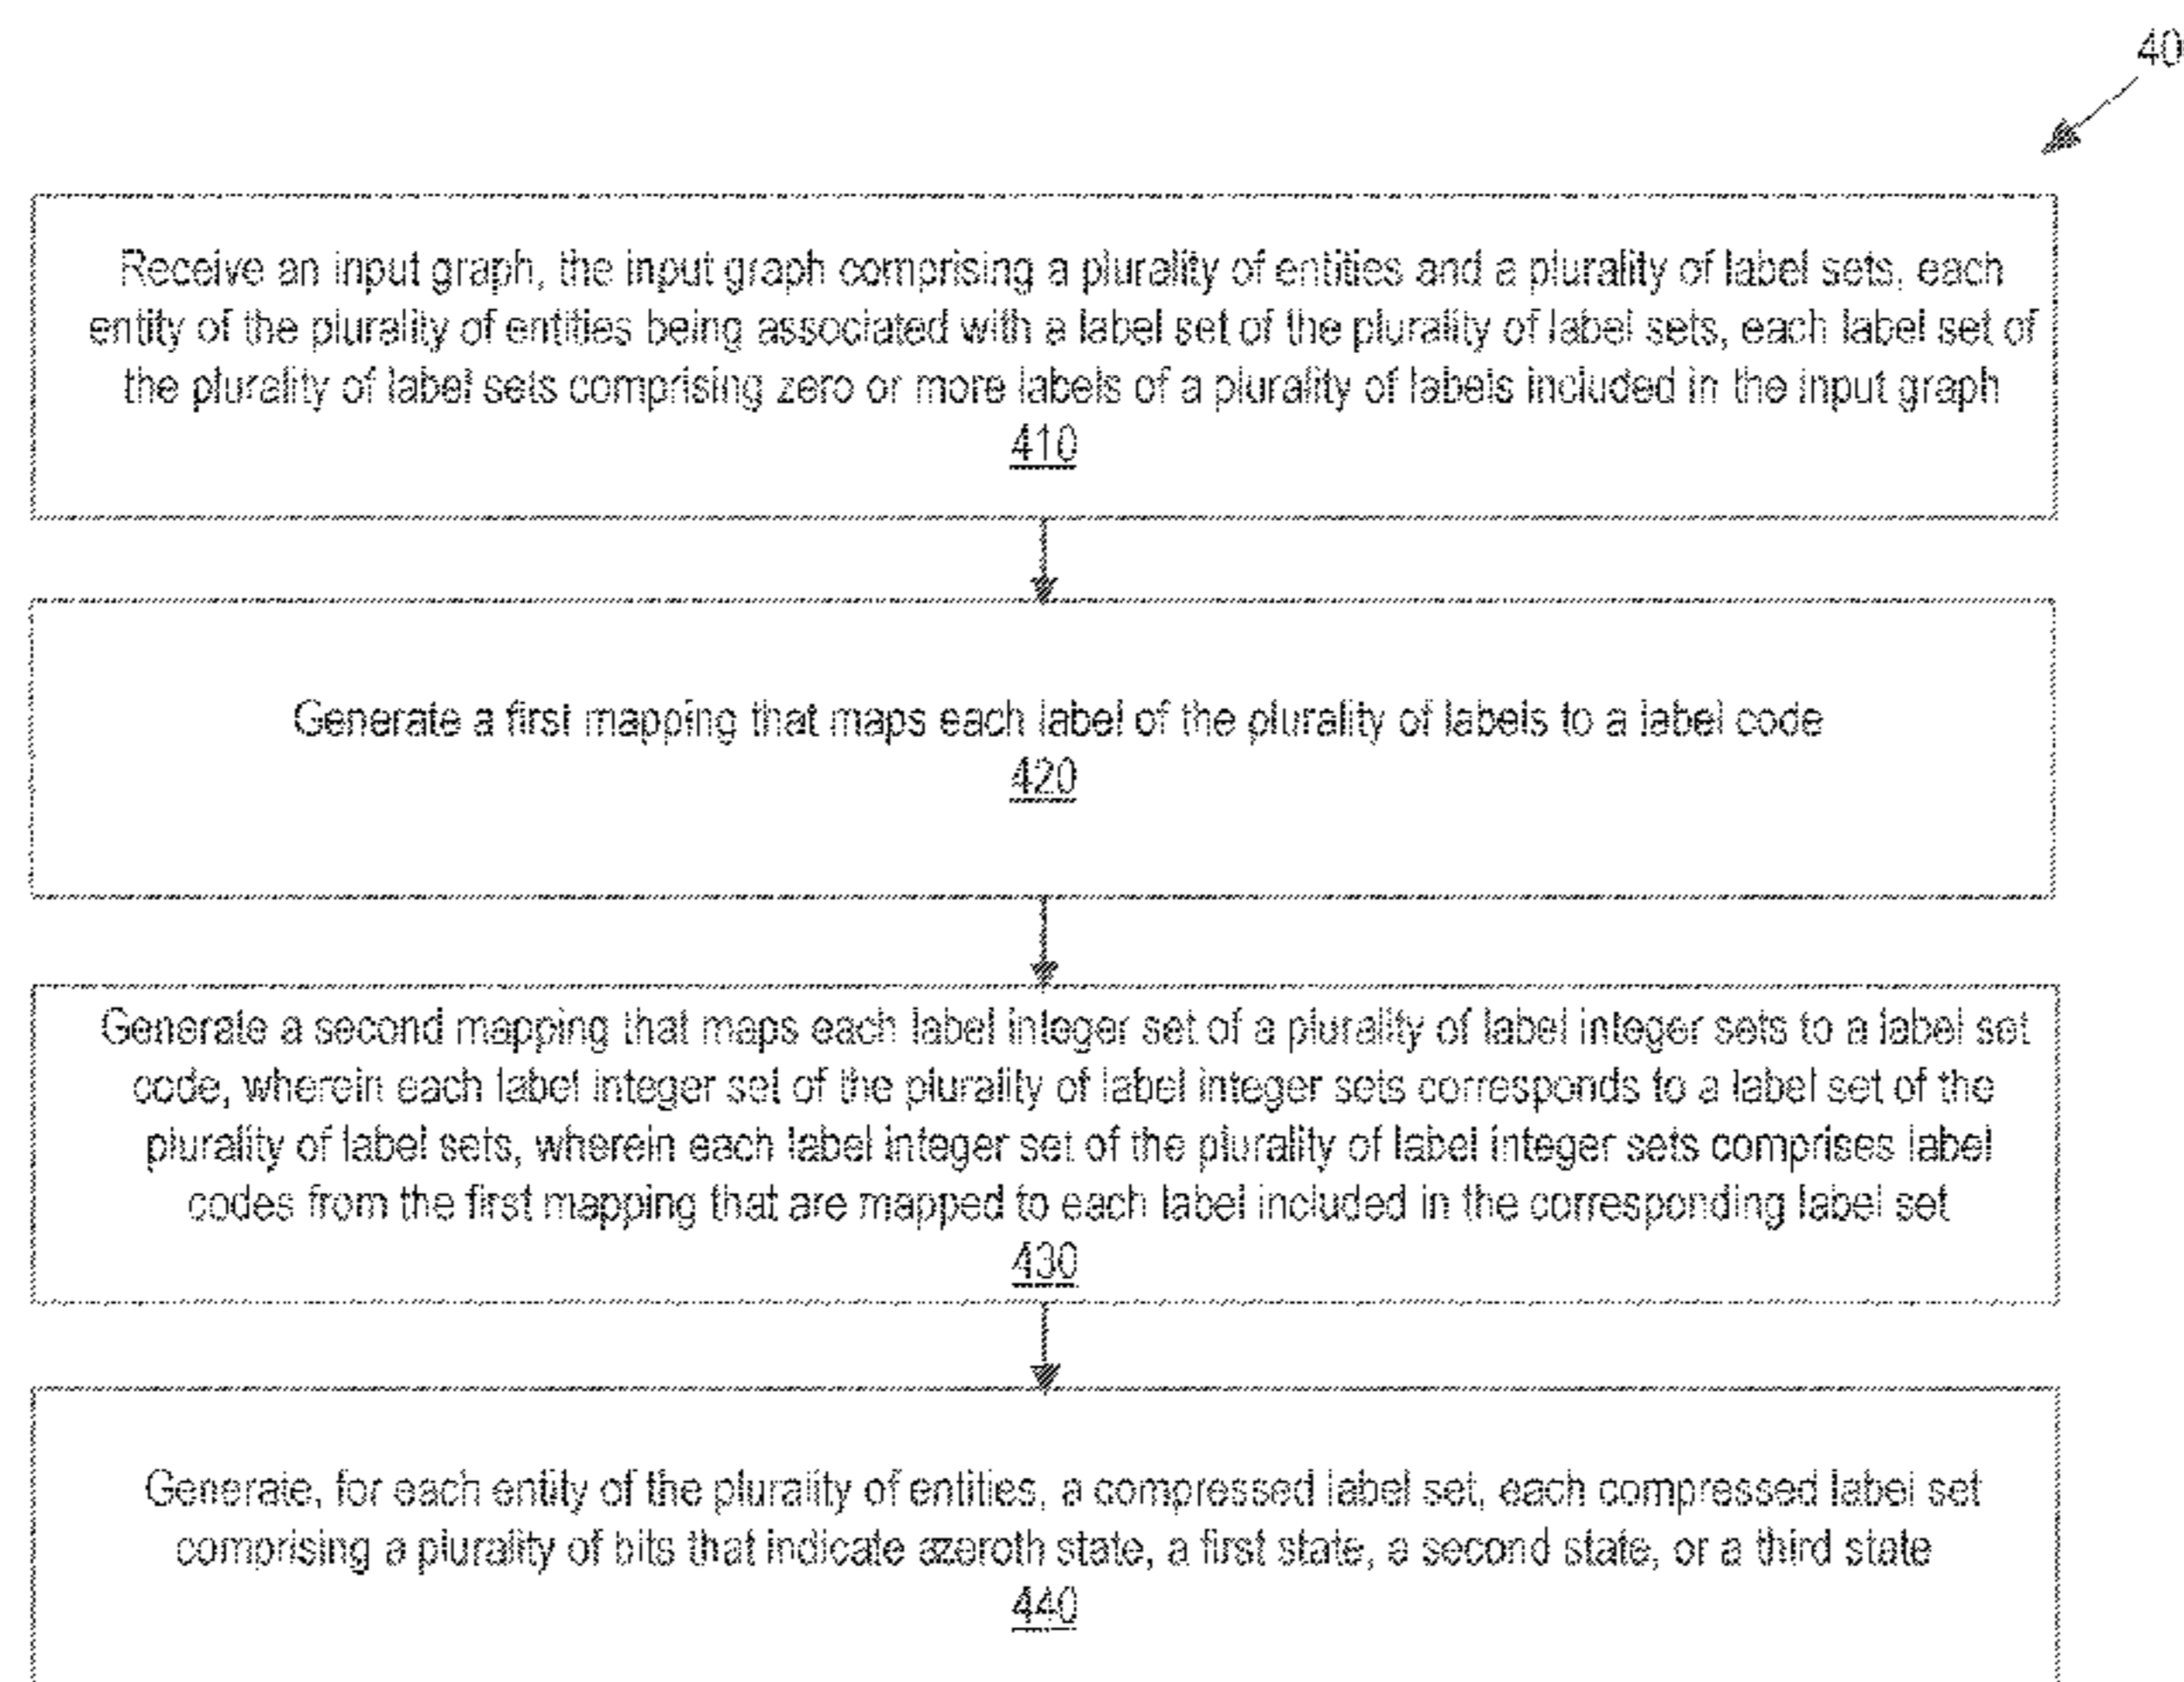 40
Receive an input graph, the input graph comprising a plurality of entities and a plurality of label sets, each
entity of the plurality of entities being associated with a label set of the plurality of label sets, each label set of
the plurality of label sets comprising zero or more labels of a plurality of labels included in the input graph
410
Generate a first mapping that maps each label of the plurality of labels to a label code
420
Generate a second mapping that maps each label integer set of a plurality of label integer sets to a label set
code, wherein each label integer set of the plurality of label integer sets corresponds to a label set of the
plurality of label sets, wherein each label integer set of the plurality of label integer sets comprises label
codes from the first mapping that are mapped to each label included in the corresponding label set
430
Generate, for each entity of the plurality of entities, a compressed label set, each compressed label set
comprising a plurality of bits that indicate azeroth state, a first state, a second state, or a third state
440